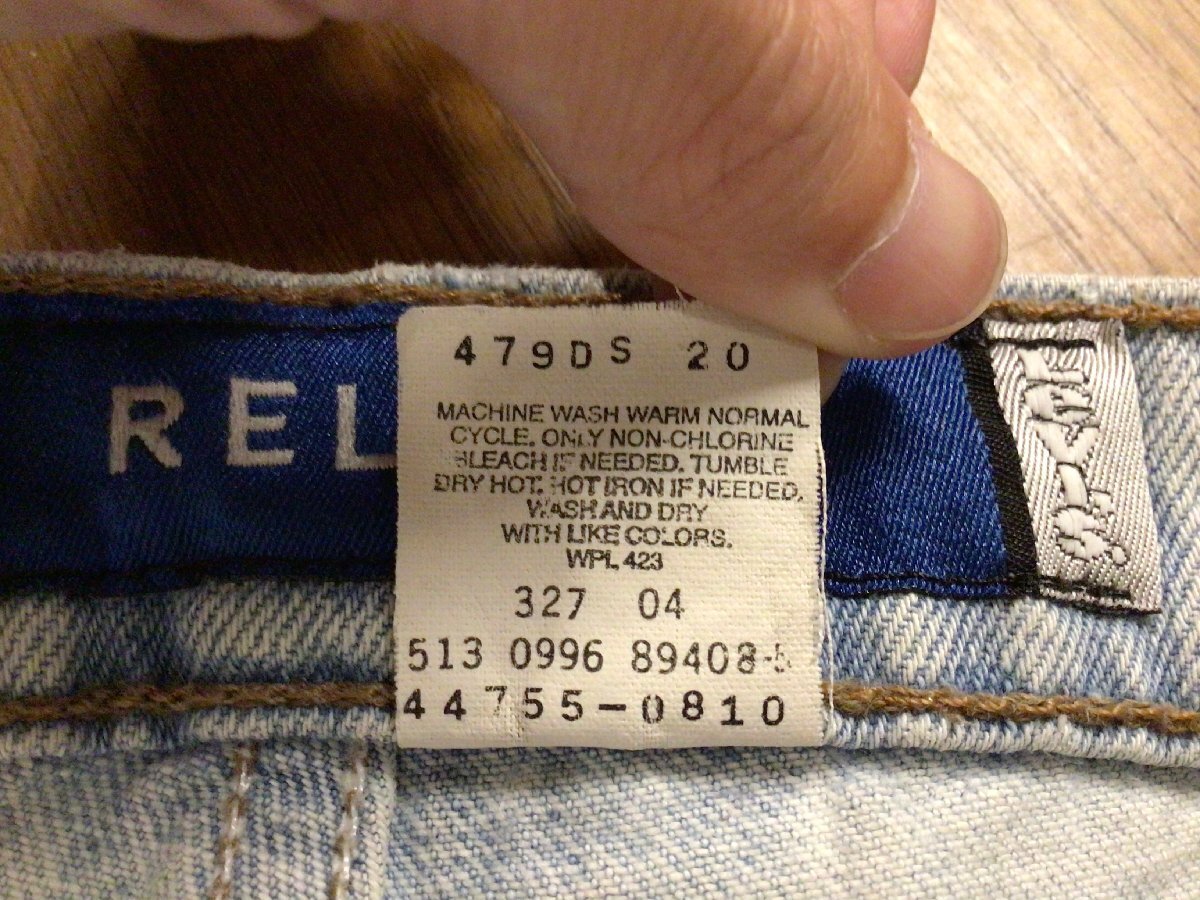 479DS 20
MACHINE WASH WARM NORMAL
CYCLE. ONLY NON-CHLORINE
BLEACH IF NEEDED. TUMBLE
DRY HOT. HOT IRON IF NEEDED.
WASH AND DRY
WITH LIKE COLORS.
WPL 423
327 04
513 0996 89408-5
44755-0810
REL
Levi's